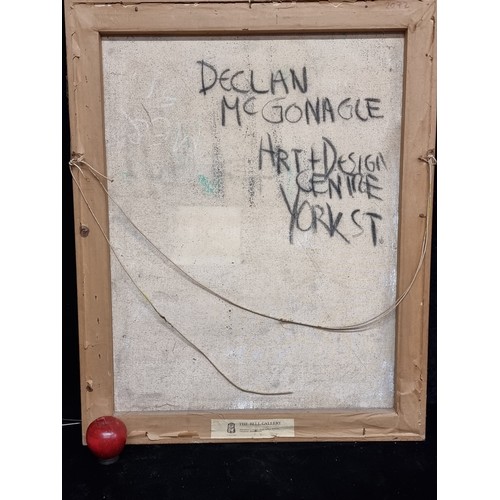 DECLAN
McGONAGLE
ART + DESIGN
CENTRE
YORK ST.
THE BELL GALLERY